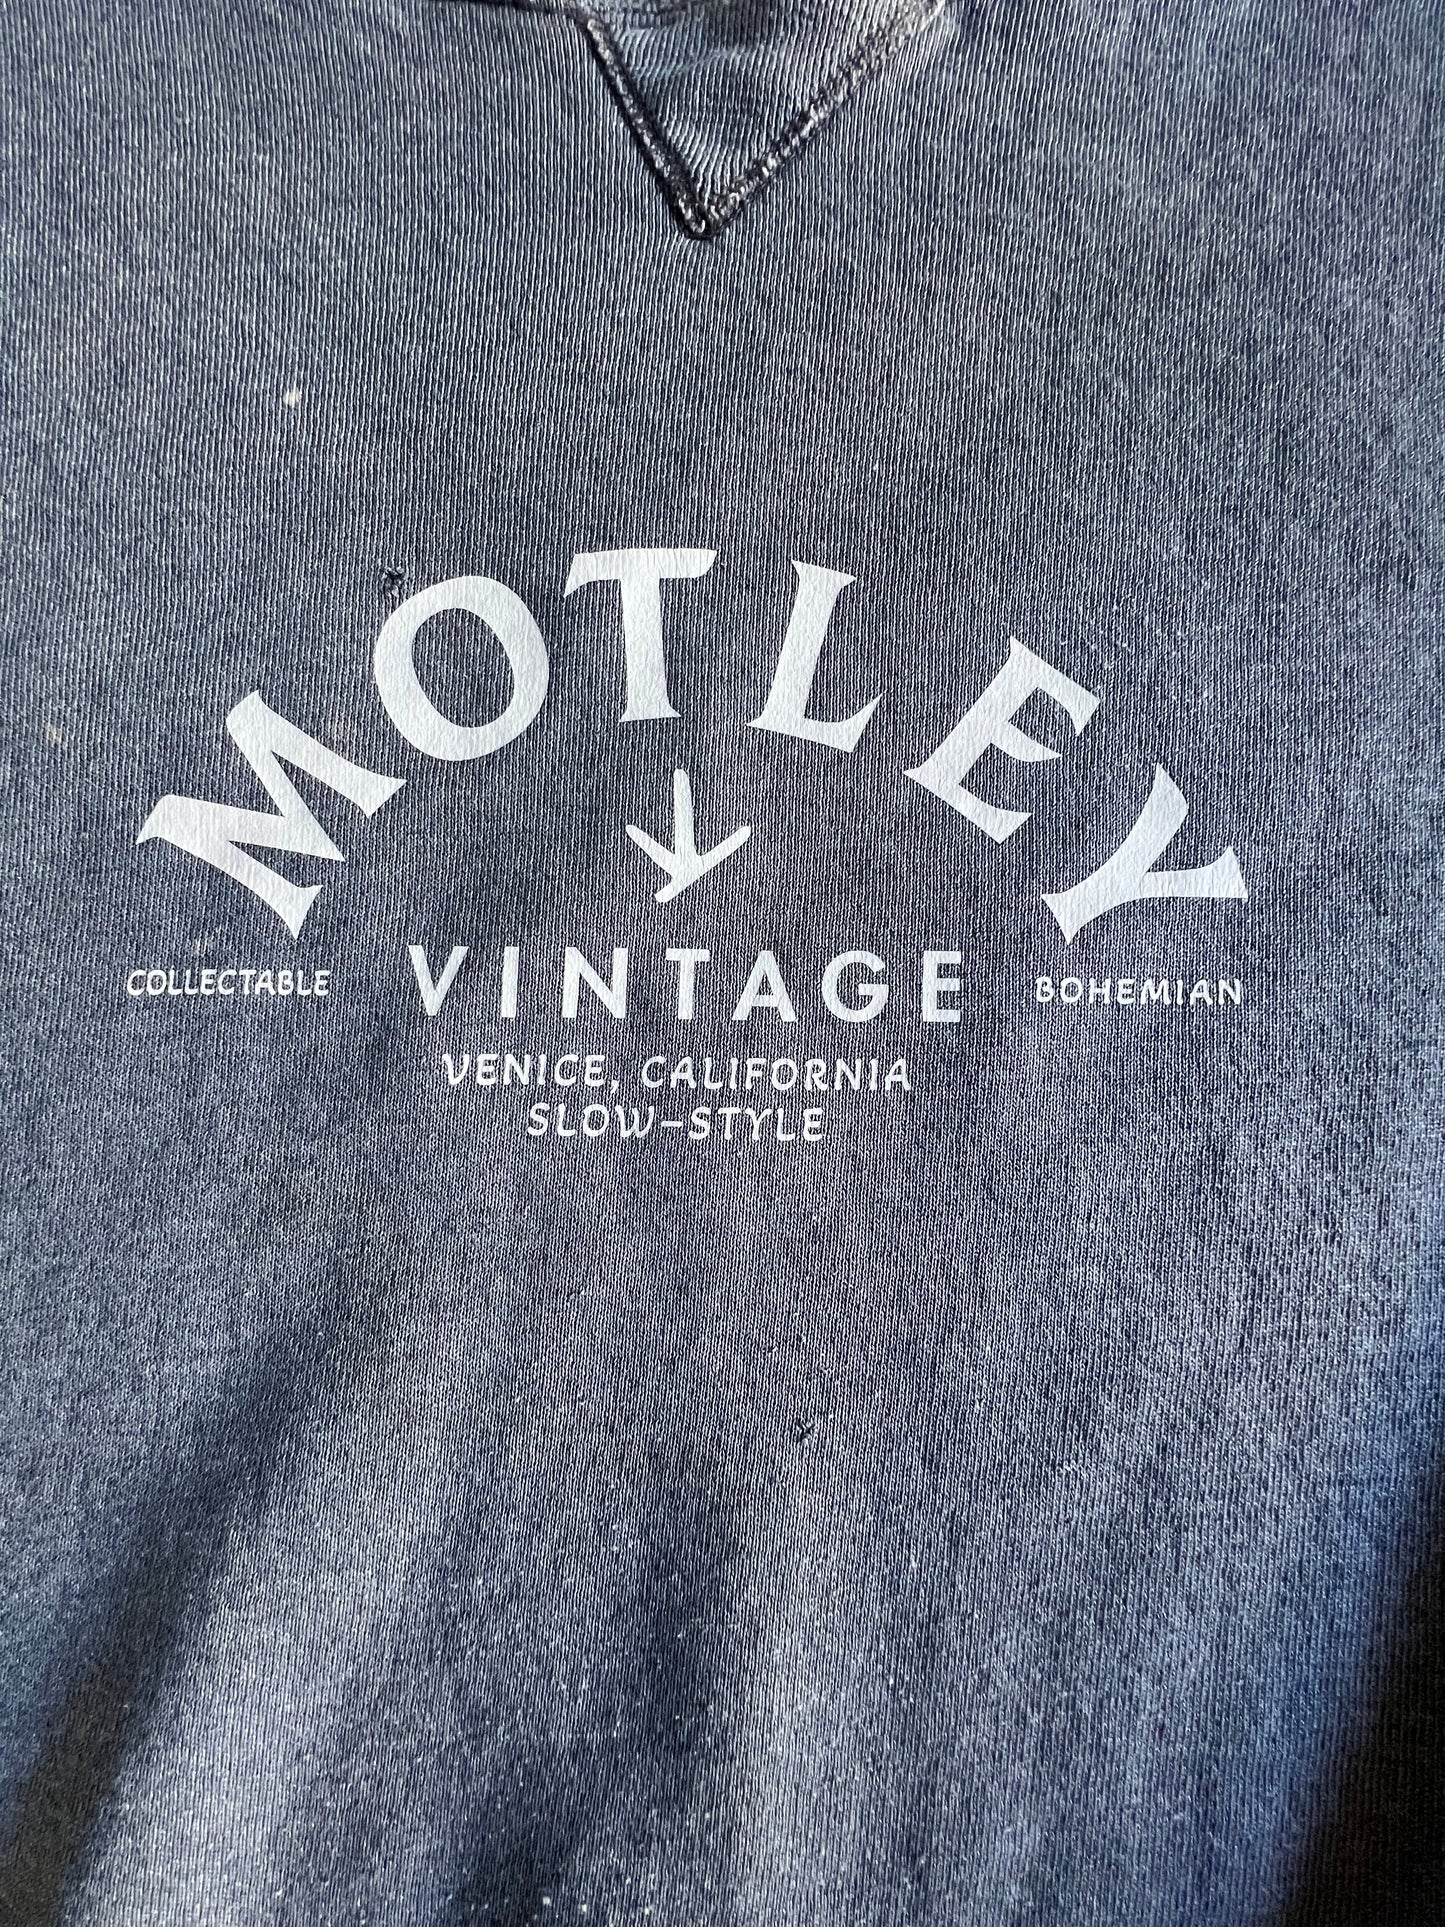 MOTLEY
COLLECTABLE VINTAGE BOHEMIAN
VENICE, CALIFORNIA
SLOW-STYLE